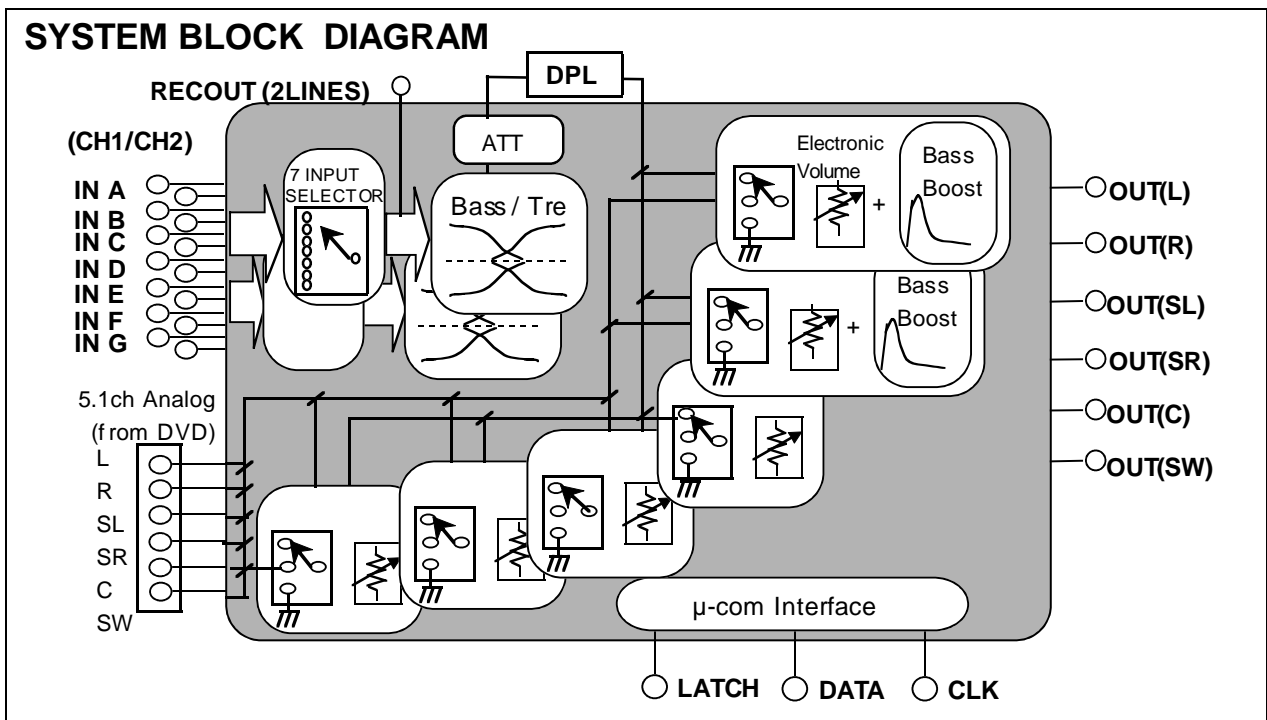 SYSTEM BLOCK DIAGRAM
DPL
RECOUT (2LINES)
(CH1/CH2)
ATT
Electronic
Volume
Bass
Boost
7 INPUT
SELECTOR
Bass / Tre
+
IN A
IN B
IN C
IN D
IN E
IN F
IN G
OUT(L)
OUT(R)
OUT(SL)
OUT(SR)
OUT(C)
OUT(SW)
Bass
Boost
+
5.1ch Analog
(from DVD)
L
R
SL
SR
C
SW
µ-com Interface
LATCH
DATA
CLK